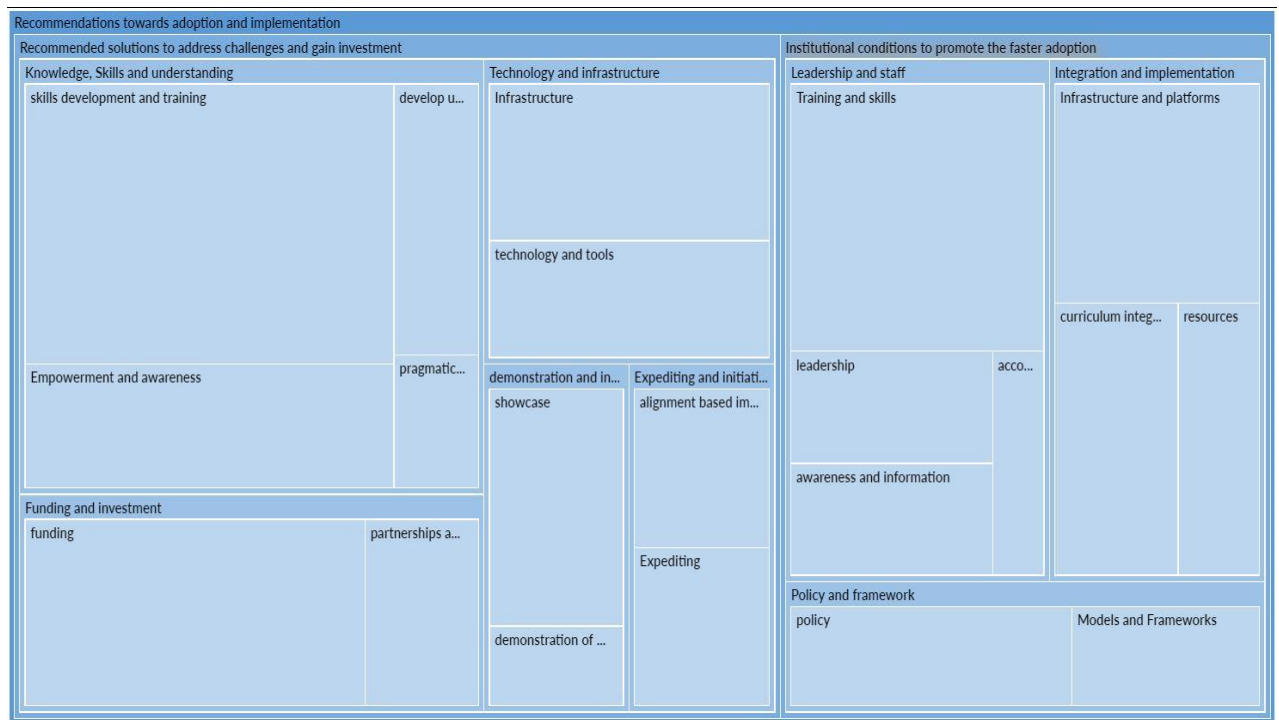 Recommendations towards adoption and implementation
Recommended solutions to address challenges and gain investment
Knowledge, Skills and understanding
skills development and training
develop u...
Empowerment and awareness
pragmatic...
Funding and investment
funding
partnerships a...
Technology and infrastructure
Infrastructure
technology and tools
demonstration and in...
showcase
demonstration of ...
Expediting and initiati...
alignment based im...
Expediting
Institutional conditions to promote the faster adoption
Leadership and staff
Training and skills
leadership
acco...
awareness and information
Integration and implementation
Infrastructure and platforms
curriculum integ...
resources
Policy and framework
policy
Models and Frameworks